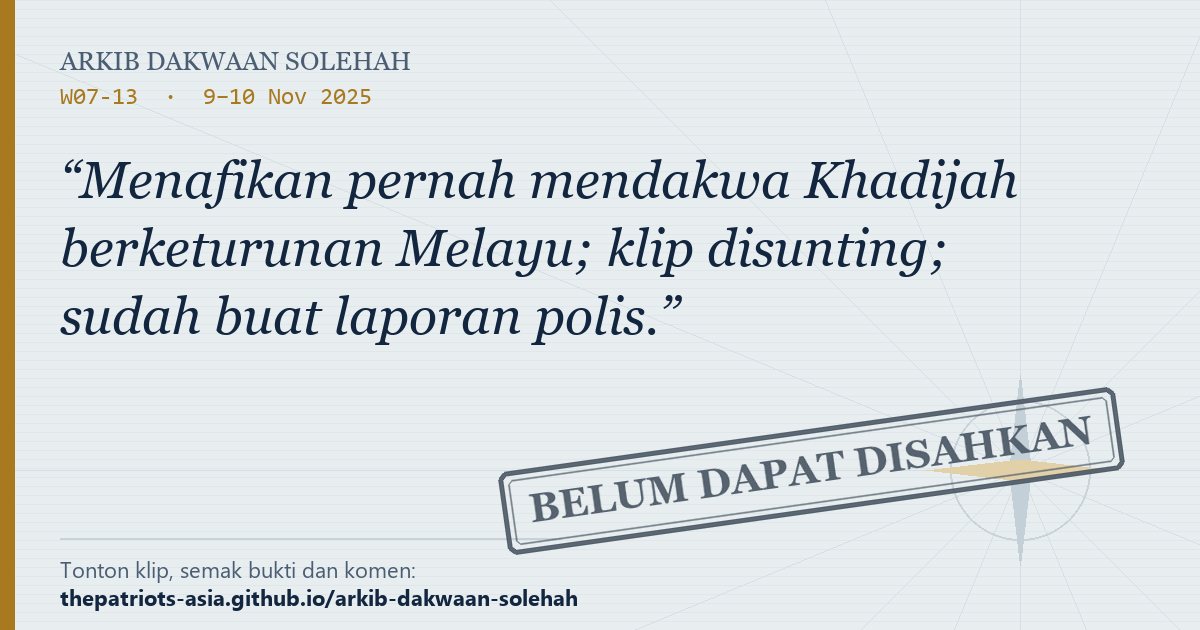 ARKIB DAKWAAN SOLEHAH
W07-13 · 9–10 Nov 2025
“Menafikan pernah mendakwa Khadijah
berketurunan Melayu; klip disunting;
sudah buat laporan polis.”
BELUM DAPAT DISAHKAN
Tonton klip, semak bukti dan komen:
thepatriots-asia.github.io/arkib-dakwaan-solehah